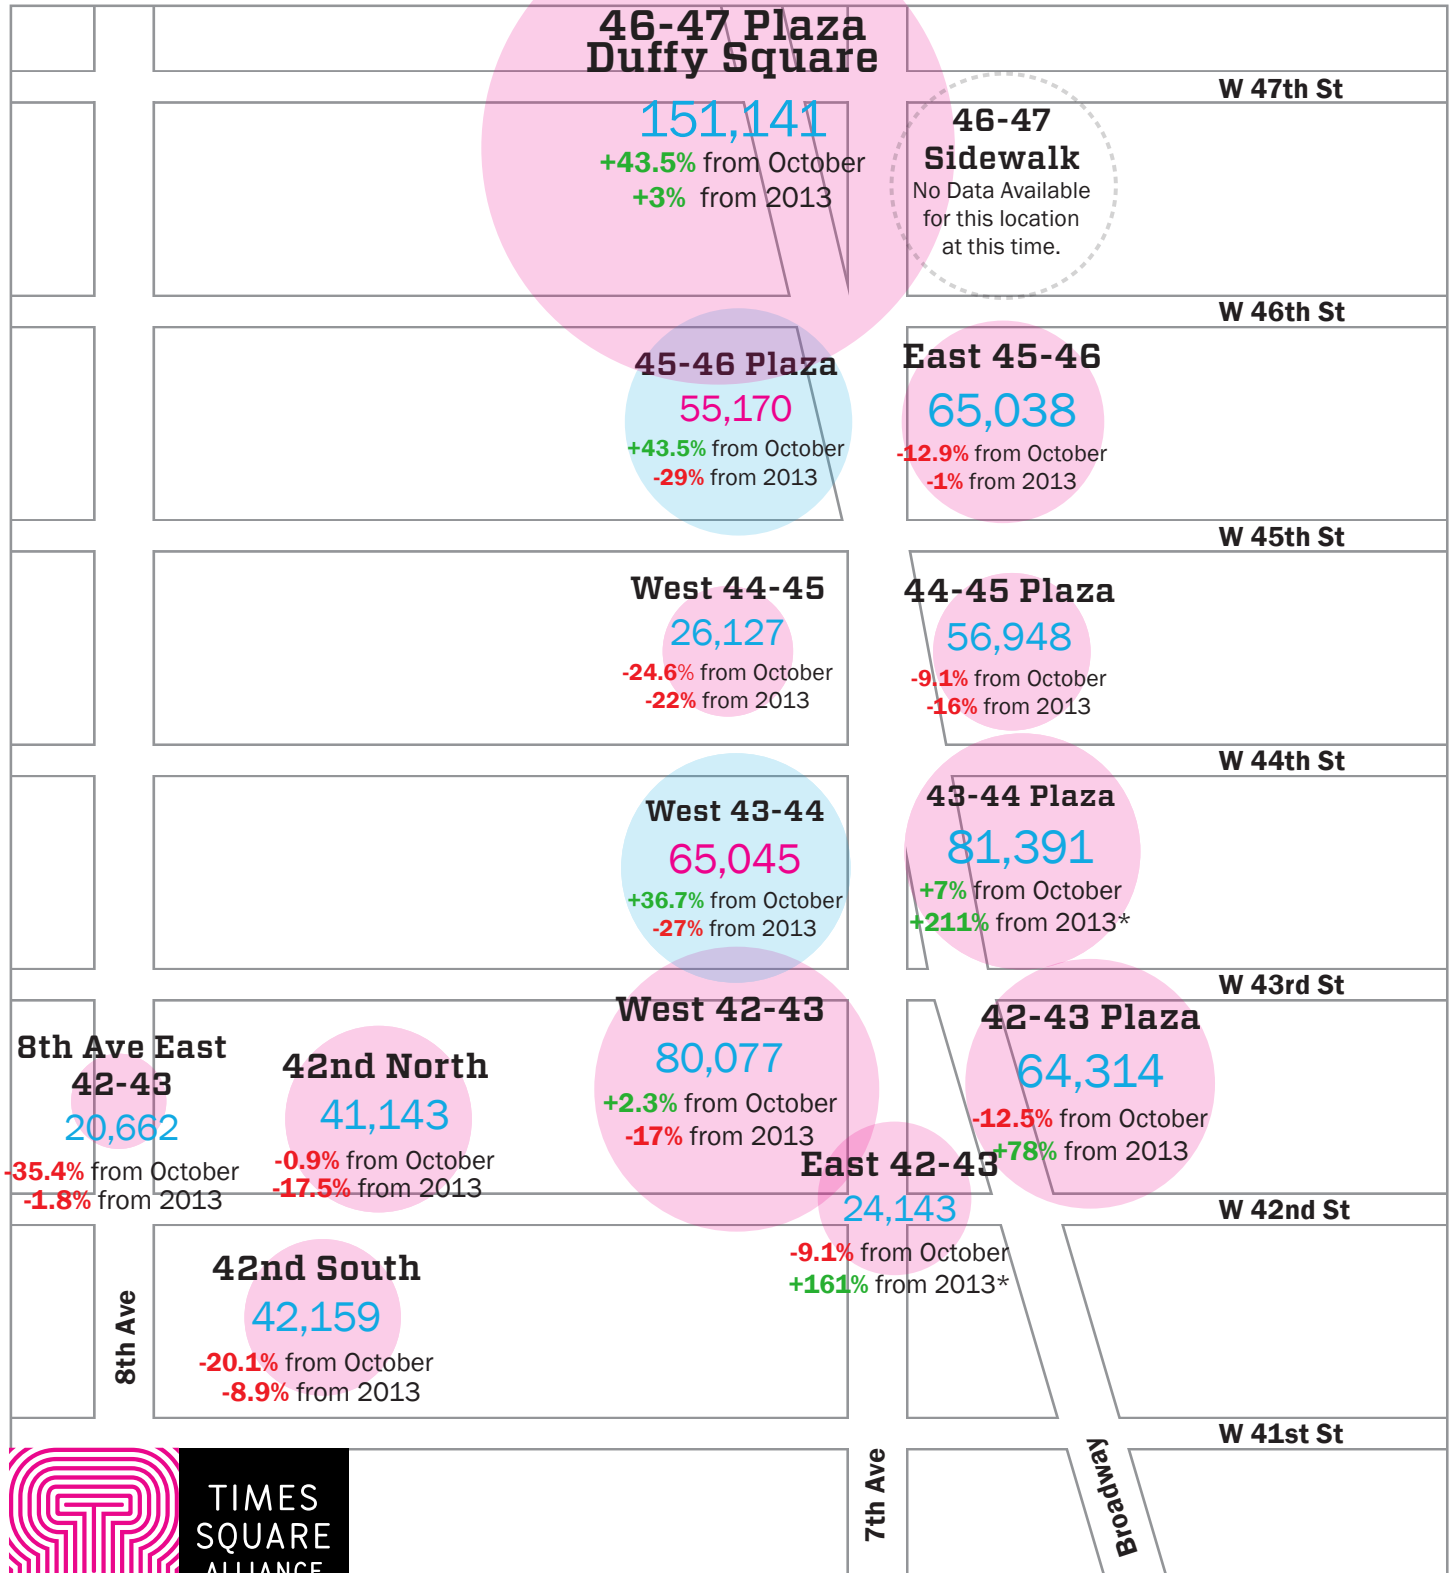 46-47 Plaza
Duffy Square
151,141
+43.5% from October
+3% from 2013
W 47th St
46-47
Sidewalk
No Data Available
for this location
at this time.
W 46th St
45-46 Plaza
55,170
+43.5% from October
-29% from 2013
East 45-46
65,038
-12.9% from October
-1% from 2013
W 45th St
West 44-45
26,127
-24.6% from October
-22% from 2013
44-45 Plaza
56,948
-9.1% from October
-16% from 2013
W 44th St
West 43-44
65,045
+36.7% from October
-27% from 2013
43-44 Plaza
81,391
+7% from October
+211% from 2013*
W 43rd St
8th Ave East
42-43
20,662
-35.4% from October
-1.8% from 2013
42nd North
41,143
-0.9% from October
-17.5% from 2013
West 42-43
80,077
+2.3% from October
-17% from 2013
42-43 Plaza
64,314
-12.5% from October
+78% from 2013
East 42-43
24,143
-9.1% from October
+161% from 2013*
W 42nd St
42nd South
42,159
-20.1% from October
-8.9% from 2013
8th Ave
W 41st St
7th Ave
Broadway
TIMES
SQUARE
ALLIANCE